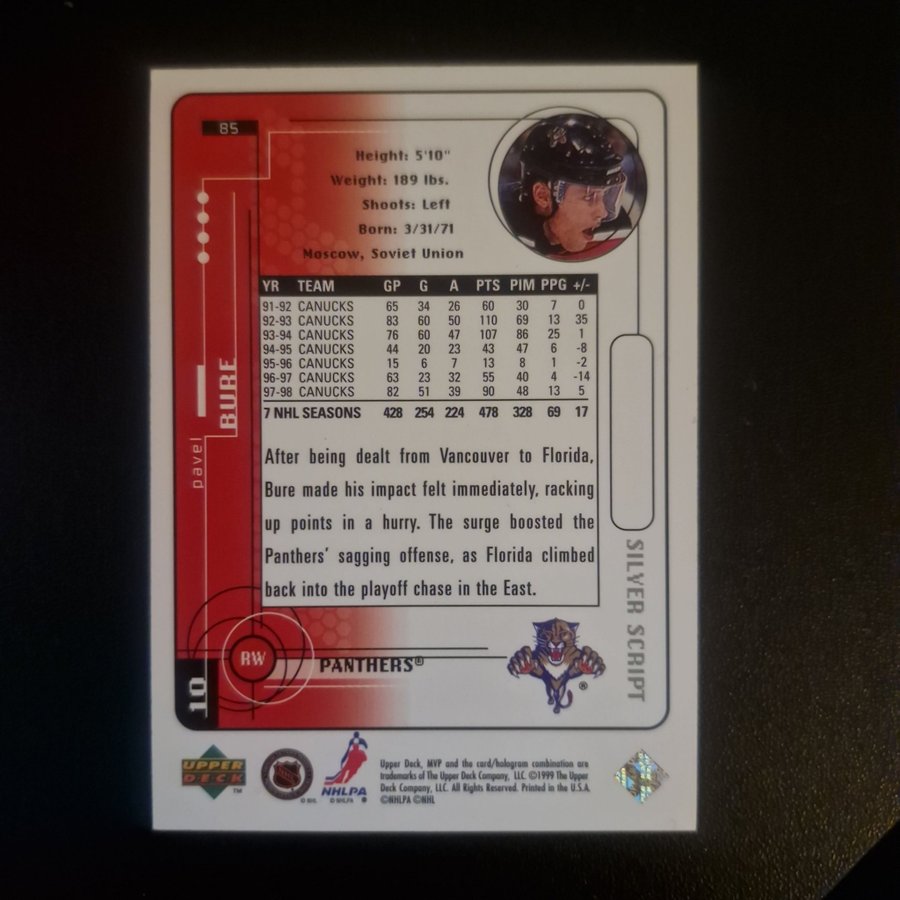 85
Height: 5'10"
Weight: 189 lbs.
Shoots: Left
Born: 3/31/71
Moscow, Soviet Union
YR TEAM GP G A PTS PIM PPG +/-
91-92 CANUCKS 65 34 26 60 30 7 0
92-93 CANUCKS 83 60 50 110 69 13 35
93-94 CANUCKS 76 60 47 107 86 25 1
94-95 CANUCKS 44 20 23 43 47 6 -8
95-96 CANUCKS 15 6 7 13 8 1 -2
96-97 CANUCKS 63 23 32 55 40 4 -14
97-98 CANUCKS 82 51 39 90 48 13 5
7 NHL SEASONS 428 254 224 478 328 69 17
pavel
BURE
After being dealt from Vancouver to Florida,
Bure made his impact felt immediately, racking
up points in a hurry. The surge boosted the
Panthers' sagging offense, as Florida climbed
back into the playoff chase in the East.
SILVER SCRIPT
RW
PANTHERS®
®
10
UPPER
DECK
™
NHL
© NHL
NHLPA
© NHLPA
®
Upper Deck, MVP and the card/hologram combination are
trademarks of The Upper Deck Company, LLC. ©1999 The Upper
Deck Company, LLC. All Rights Reserved. Printed in the U.S.A.
©NHLPA ©NHL